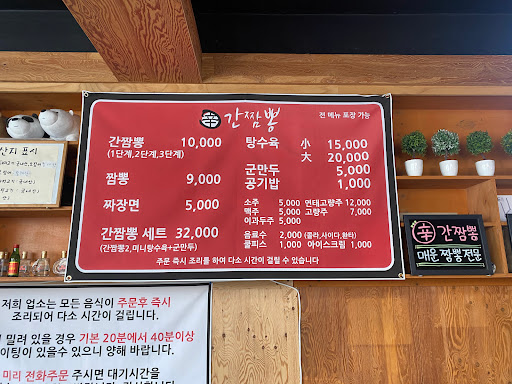 辛 간짬뽕
전 메뉴 포장 가능
간짬뽕 10,000
(1단계,2단계,3단계)
짬뽕 9,000
짜장면 5,000
간짬뽕 세트 32,000
(간짬뽕2,미니탕수육+군만두)
탕수육 小 15,000
大 20,000
군만두 5,000
공기밥 1,000
소주 5,000 연태고량주 12,000
맥주 5,000 고량주 7,000
이과두주 5,000
음료수 2,000 (콜라,사이다,환타)
쿨피스 1,000 아이스크림 1,000
주문 즉시 조리를 하여 다소 시간이 걸릴 수 있습니다
산지 표시
辛 간짬뽕
매운 짬뽕전문
저희 업소는 모든 음식이 주문후 즉시
조리되어 다소 시간이 걸립니다.
밀려 있을 경우 기본 20분에서 40분이상
이팅이 있을수 있으니 양해 바랍니다.
미리 전화주문 주시면 대기시간을